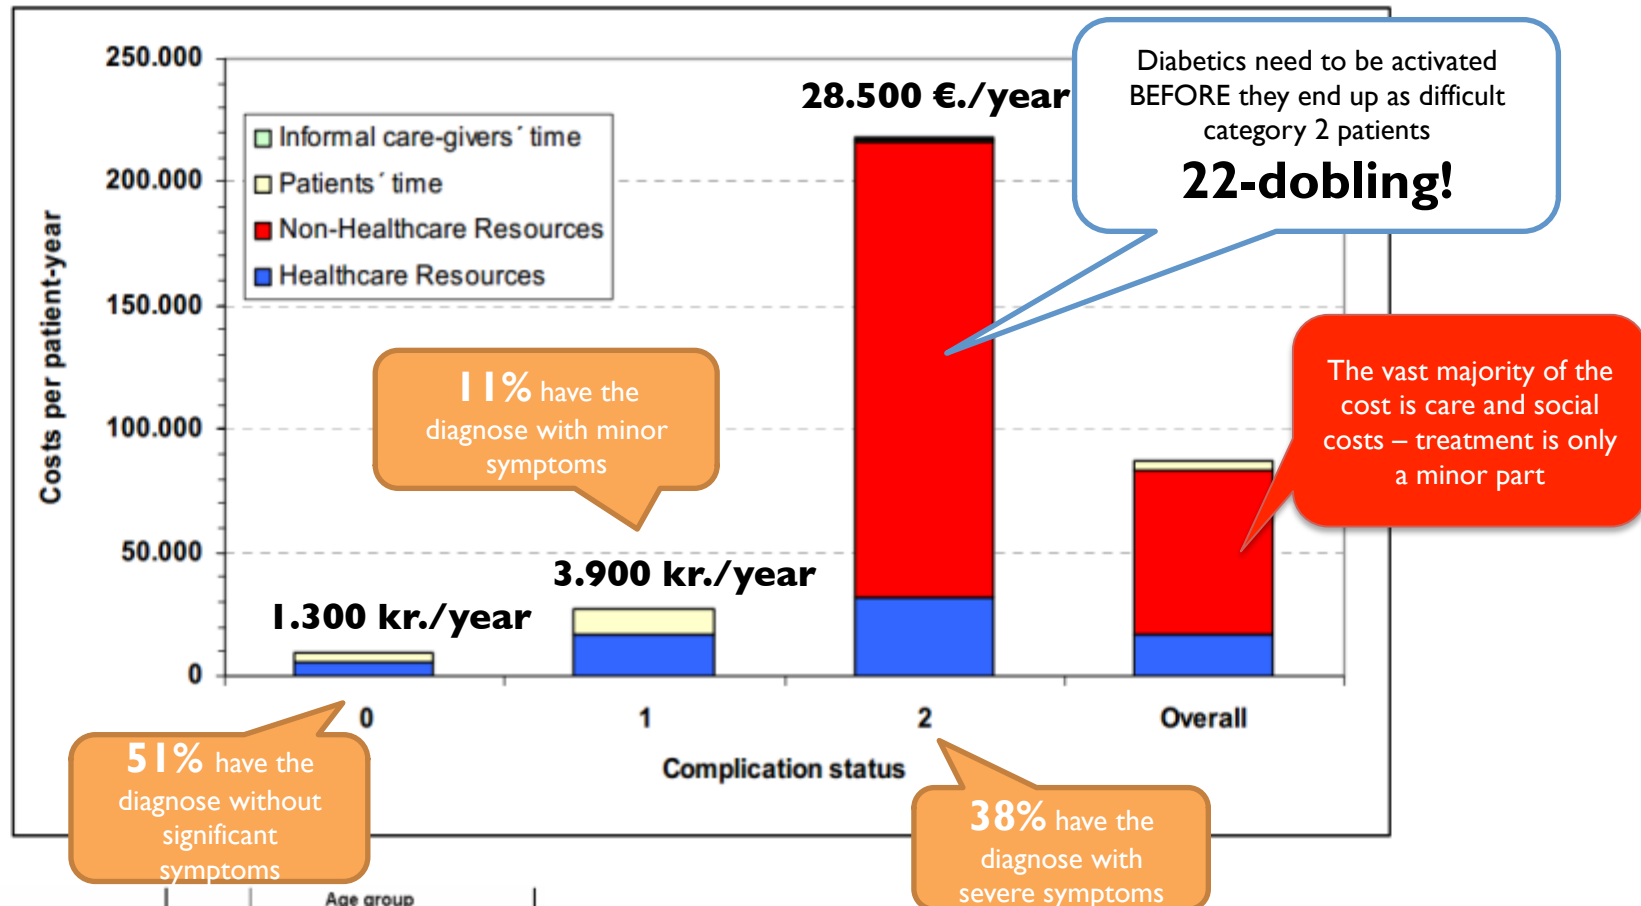 250.000
200.000
150.000
100.000
50.000
0
Costs per patient-year
Informal care-givers´ time
Patients´ time
Non-Healthcare Resources
Healthcare Resources
28.500 €./year
Diabetics need to be activated
BEFORE they end up as difficult
category 2 patients
22-dobling!
The vast majority of the
cost is care and social
costs – treatment is only
a minor part
11% have the
diagnose with minor
symptoms
3.900 kr./year
1.300 kr./year
0
1
2
Overall
Complication status
51% have the
diagnose without
significant
symptoms
38% have the
diagnose with
severe symptoms
Age group